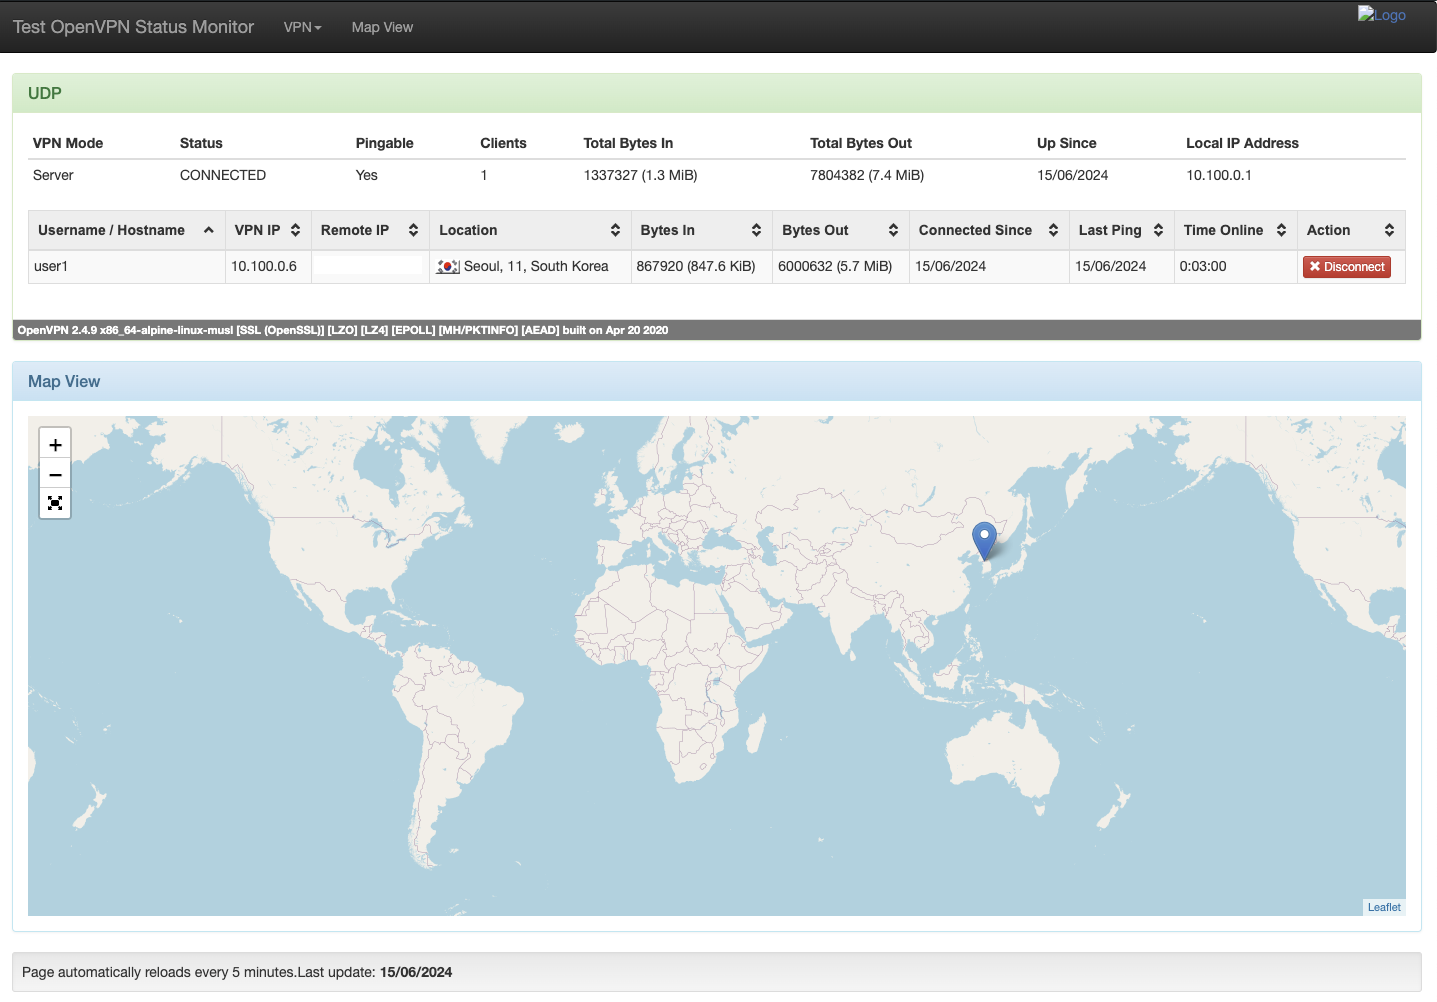 Test OpenVPN Status Monitor VPN Map View Logo
UDP
VPN Mode Status Pingable Clients Total Bytes In Total Bytes Out Up Since Local IP Address
Server CONNECTED Yes 1 1337327 (1.3 MiB) 7804382 (7.4 MiB) 15/06/2024 10.100.0.1
Username / Hostname VPN IP Remote IP Location Bytes In Bytes Out Connected Since Last Ping Time Online Action
user1 10.100.0.6 Seoul, 11, South Korea 867920 (847.6 KiB) 6000632 (5.7 MiB) 15/06/2024 15/06/2024 0:03:00 Disconnect
OpenVPN 2.4.9 x86_64-alpine-linux-musl [SSL (OpenSSL)] [LZO] [LZ4] [EPOLL] [MH/PKTINFO] [AEAD] built on Apr 20 2020
Map View
+
−
Leaflet
Page automatically reloads every 5 minutes.Last update: 15/06/2024